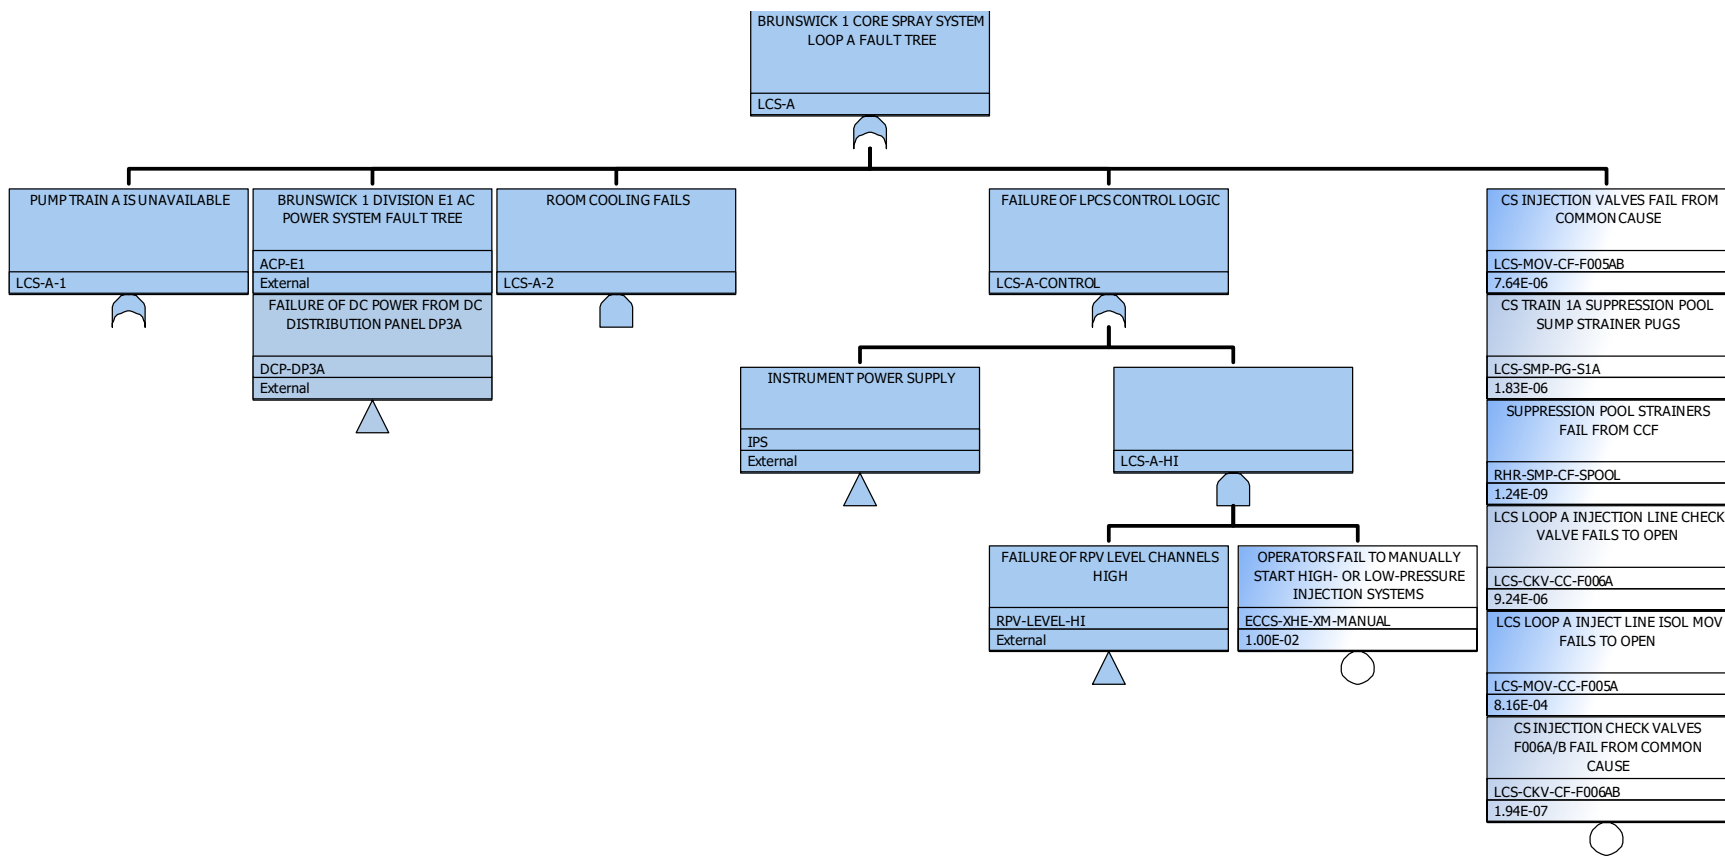 BRUNSWICK 1 CORE SPRAY SYSTEM
LOOP A FAULT TREE
LCS-A
PUMP TRAIN A IS UNAVAILABLE
LCS-A-1
BRUNSWICK 1 DIVISION E1 AC
POWER SYSTEM FAULT TREE
ACP-E1
External
FAILURE OF DC POWER FROM DC
DISTRIBUTION PANEL DP3A
DCP-DP3A
External
ROOM COOLING FAILS
LCS-A-2
FAILURE OF LPCS CONTROL LOGIC
LCS-A-CONTROL
INSTRUMENT POWER SUPPLY
IPS
External
LCS-A-HI
FAILURE OF RPV LEVEL CHANNELS
HIGH
RPV-LEVEL-HI
External
OPERATORS FAIL TO MANUALLY
START HIGH- OR LOW-PRESSURE
INJECTION SYSTEMS
ECCS-XHE-XM-MANUAL
1.00E-02
CS INJECTION VALVES FAIL FROM
COMMON CAUSE
LCS-MOV-CF-F005AB
7.64E-06
CS TRAIN 1A SUPPRESSION POOL
SUMP STRAINER PUGS
LCS-SMP-PG-S1A
1.83E-06
SUPPRESSION POOL STRAINERS
FAIL FROM CCF
RHR-SMP-CF-SPOOL
1.24E-09
LCS LOOP A INJECTION LINE CHECK
VALVE FAILS TO OPEN
LCS-CKV-CC-F006A
9.24E-06
LCS LOOP A INJECT LINE ISOL MOV
FAILS TO OPEN
LCS-MOV-CC-F005A
8.16E-04
CS INJECTION CHECK VALVES
F006A/B FAIL FROM COMMON
CAUSE
LCS-CKV-CF-F006AB
1.94E-07